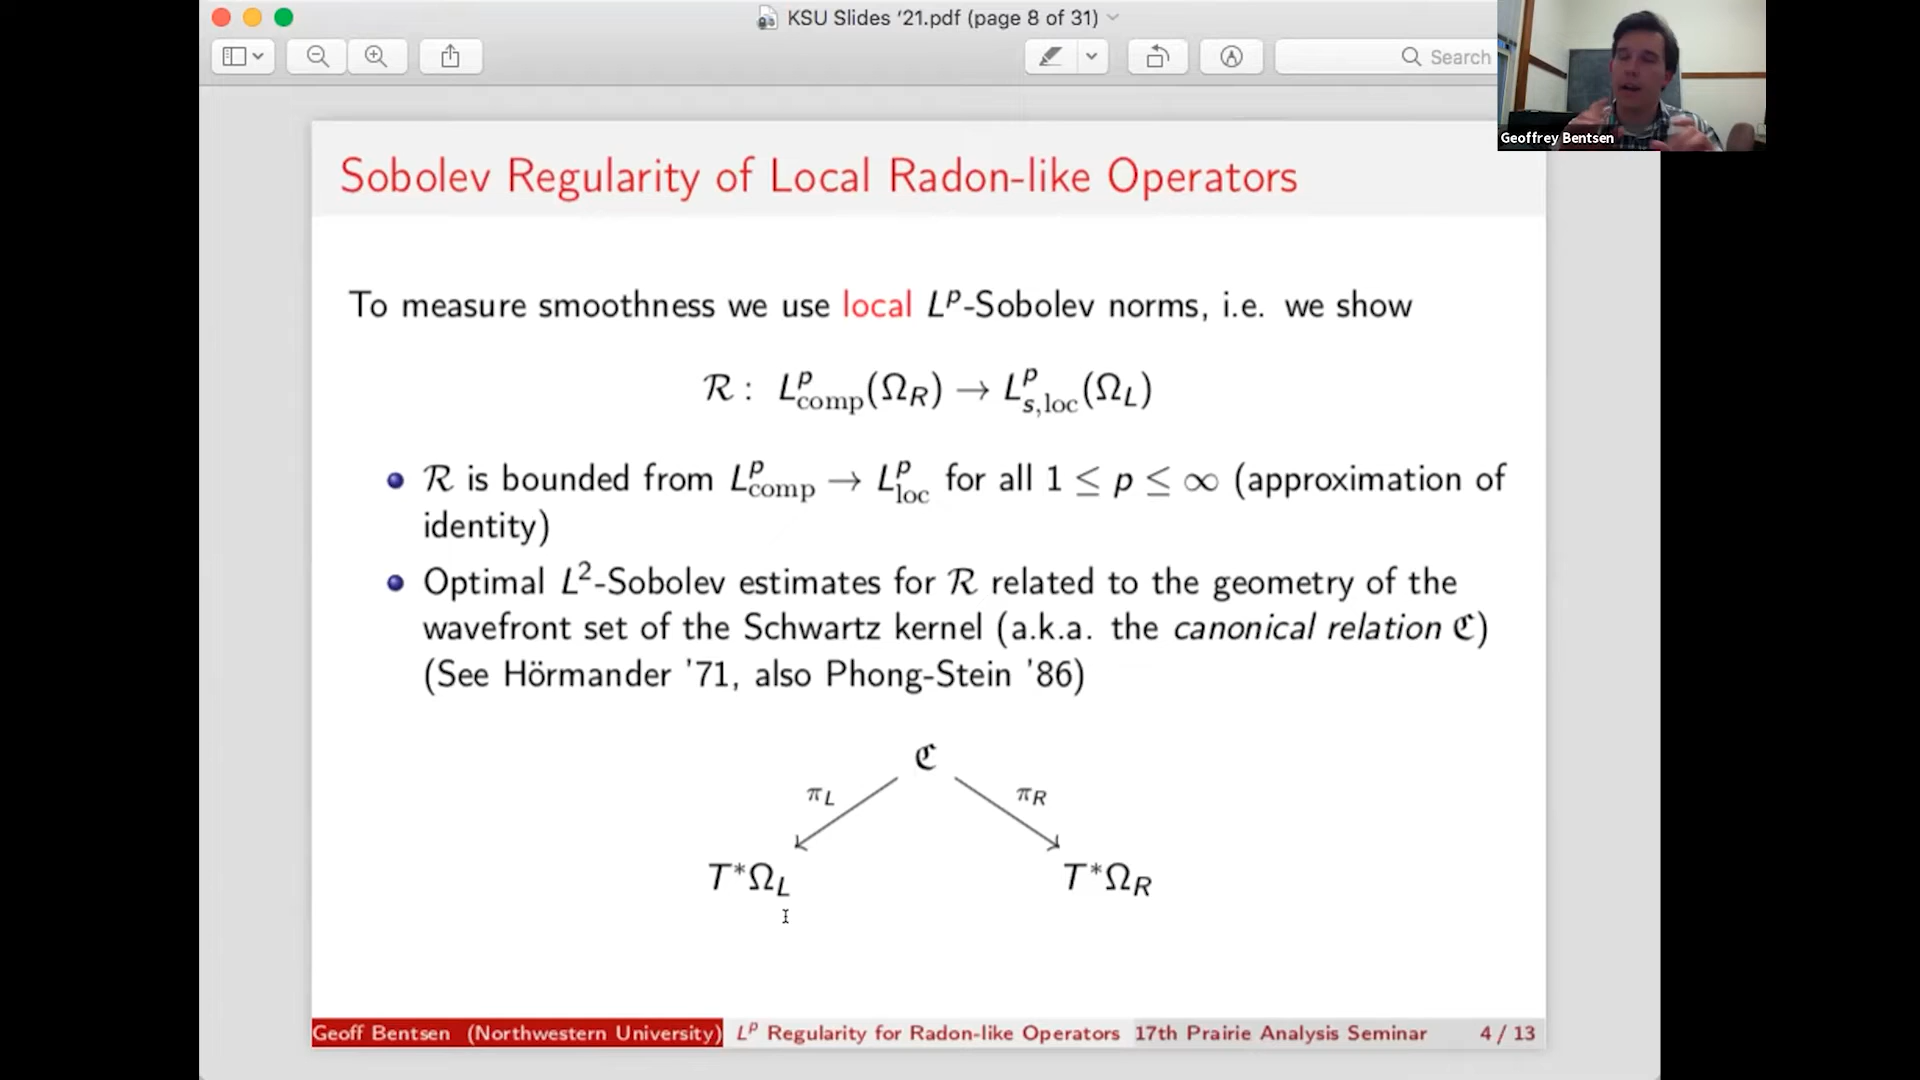 KSU Slides '21.pdf (page 8 of 31)
Search
Geoffrey Bentsen
Sobolev Regularity of Local Radon-like Operators
To measure smoothness we use local Lᵖ-Sobolev norms, i.e. we show
𝓡 : L^p_comp(Ω_R) → L^p_{s,loc}(Ω_L)
𝓡 is bounded from L^p_comp → L^p_loc for all 1 ≤ p ≤ ∞ (approximation of
identity)
Optimal L²-Sobolev estimates for 𝓡 related to the geometry of the
wavefront set of the Schwartz kernel (a.k.a. the canonical relation ℭ)
(See Hörmander '71, also Phong-Stein '86)
ℭ
π_L π_R
T*Ω_L T*Ω_R
Geoff Bentsen (Northwestern University) Lᵖ Regularity for Radon-like Operators 17th Prairie Analysis Seminar 4 / 13